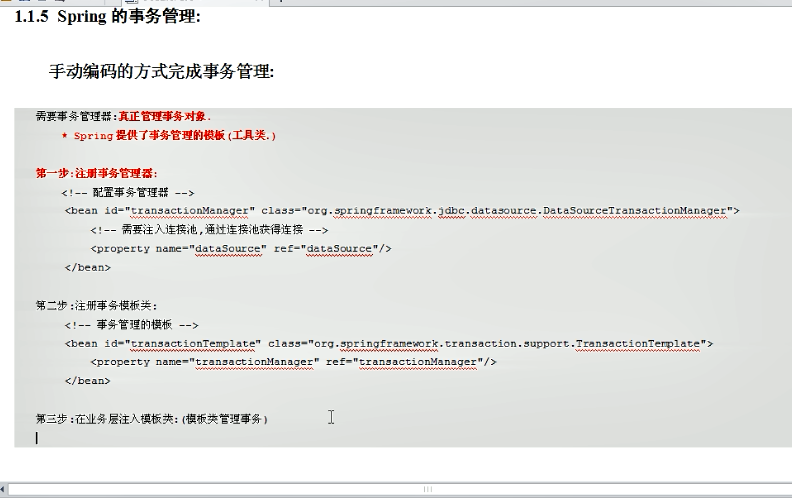 1.1.5 Spring 的事务管理:
手动编码的方式完成事务管理:
需要事务管理器:真正管理事务对象.
* Spring 提供了事务管理的模板(工具类.)
第一步:注册事务管理器:
<!-- 配置事务管理器 -->
<bean id="transactionManager" class="org.springframework.jdbc.datasource.DataSourceTransactionManager">
<!-- 需要注入连接池,通过连接池获得连接 -->
<property name="dataSource" ref="dataSource"/>
</bean>
第二步:注册事务模板类:
<!-- 事务管理的模板 -->
<bean id="transactionTemplate" class="org.springframework.transaction.support.TransactionTemplate">
<property name="transactionManager" ref="transactionManager"/>
</bean>
第三步:在业务层注入模板类:(模板类管理事务)